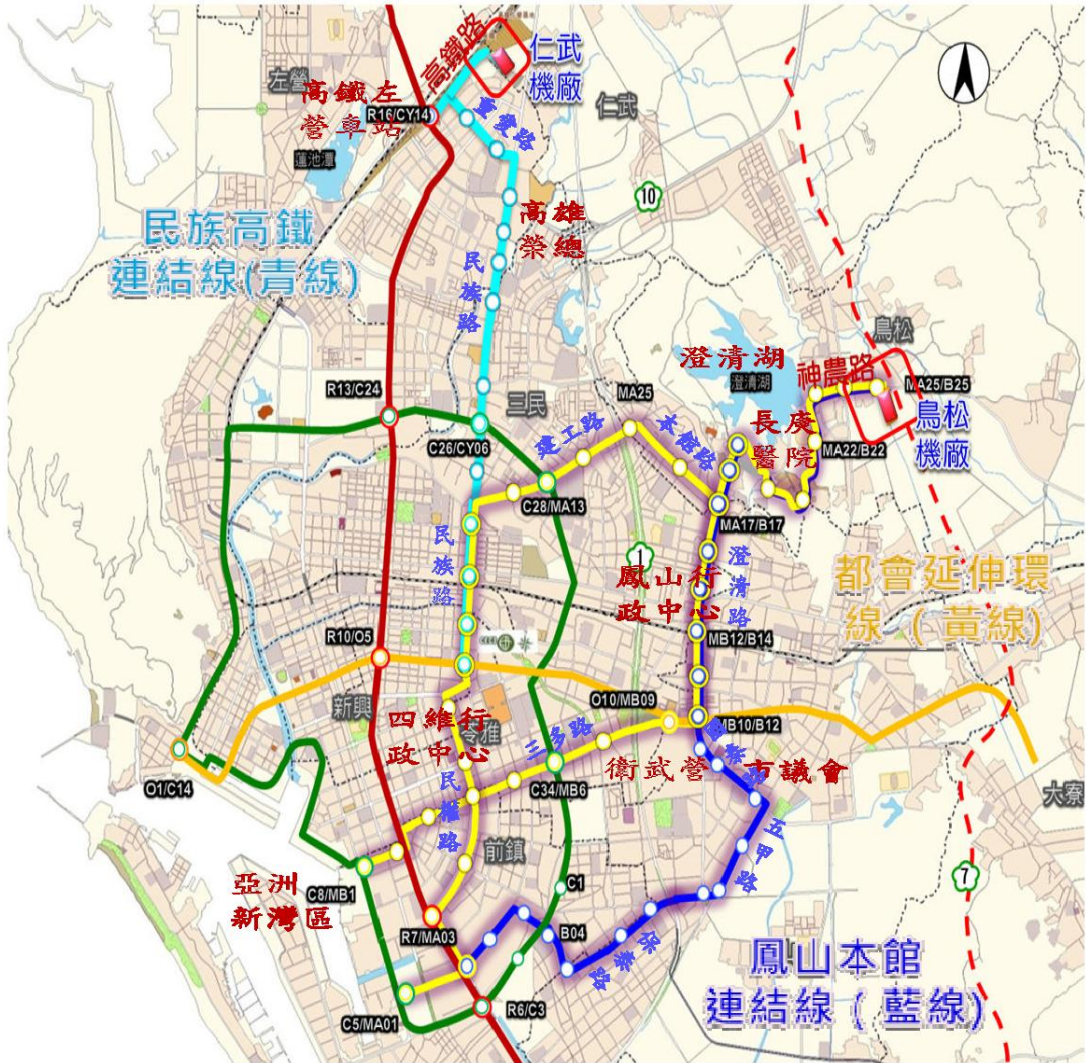 高鐵路
仁武
機廠
左營
高鐵左
營車站
R16/CY14
董愛路
仁武
蓮池潭
10
高雄
榮總
民族高鐵
連結線(青線)
民族路
澄清湖
澄清湖
神農路
鳥松
MA25/B25
鳥松
機廠
R13/C24
三民
MA25
建工路
本館路
長庚
醫院
MA22/B22
C26/CY06
C28/MA13
MA17/B17
民族路
1
澄清路
鳳山行
政中心
都會延伸環
線 ( 黃線)
MB12/B14
R10/O5
新興
四維行
政中心
苓雅
O10/MB09
MB10/B12
三多路
衛武營
市議會
O1/C14
C34/MB6
大寮
民權路
五甲路
前鎮
C8/MB1
亞洲
新灣區
C1
7
R7/MA03
B04
保泰路
鳳山本館
連結線 ( 藍線)
C5/MA01
R6/C3